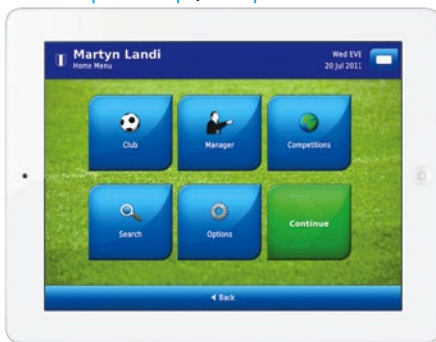 Martyn Landi
Home Menu
Wed EVE
20 Jul 2011
Club
Manager
Competitions
Search
Options
Continue
Back